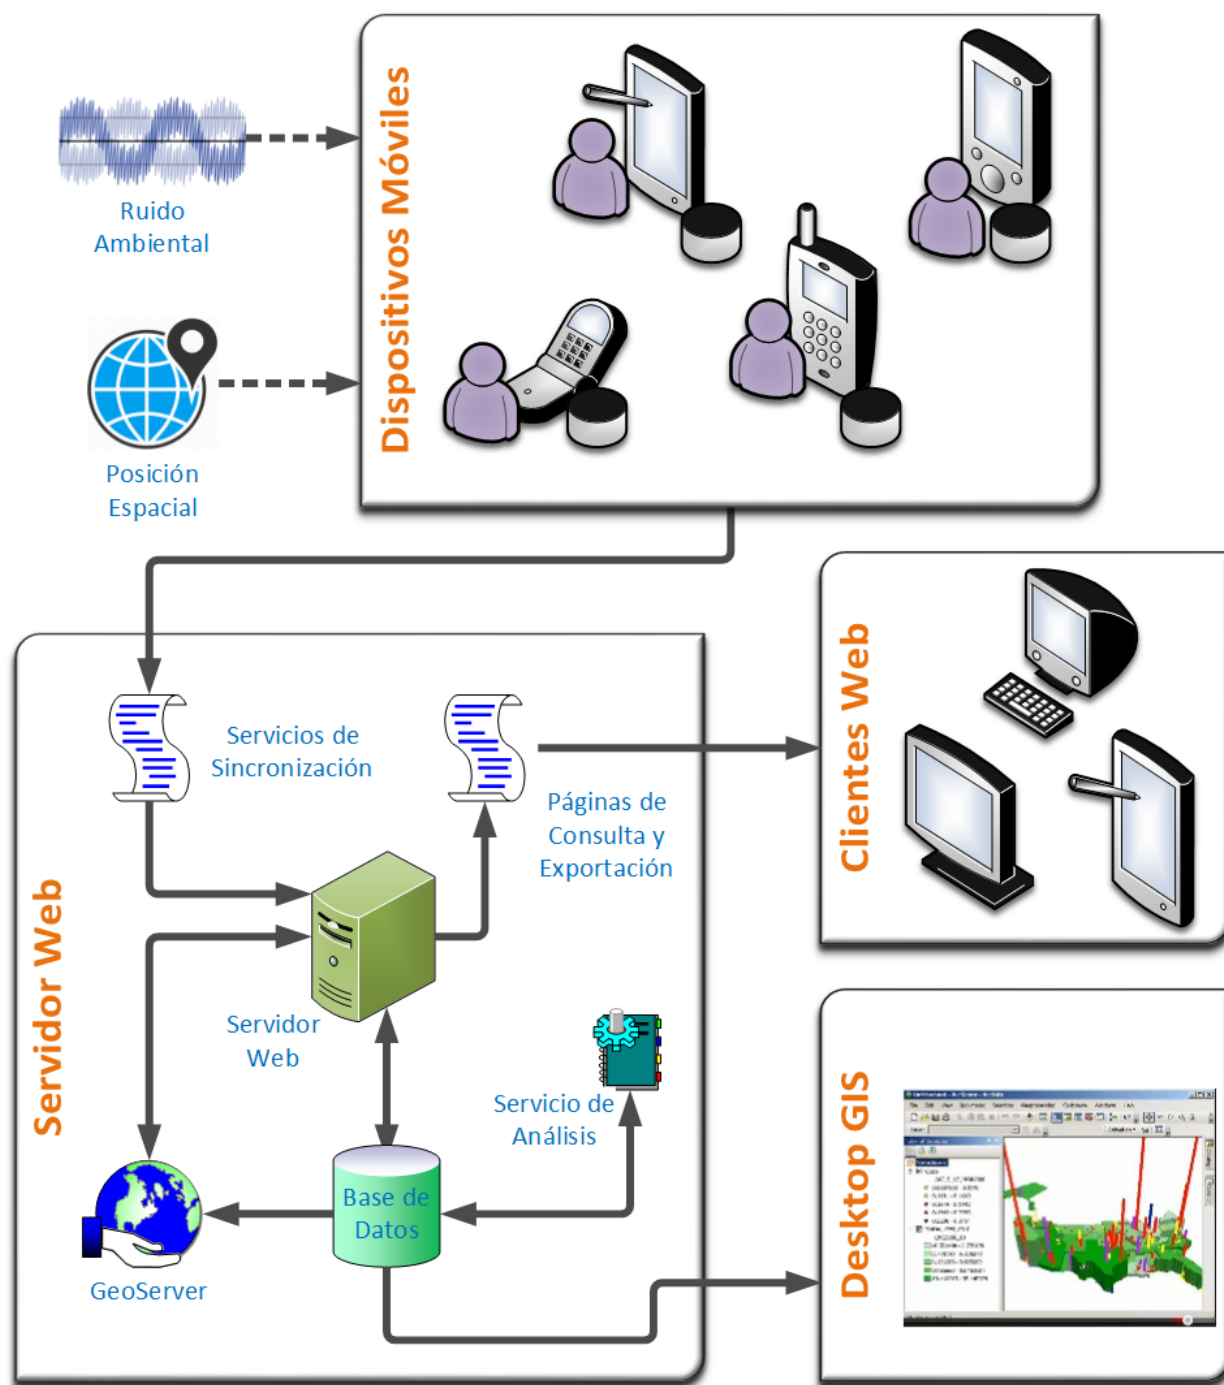 Ruido
Ambiental
Posición
Espacial
Dispositivos Móviles
Servidor Web
Servicios de
Sincronización
Páginas de
Consulta y
Exportación
Servidor
Web
Servicio de
Análisis
Base de
Datos
GeoServer
Clientes Web
Desktop GIS